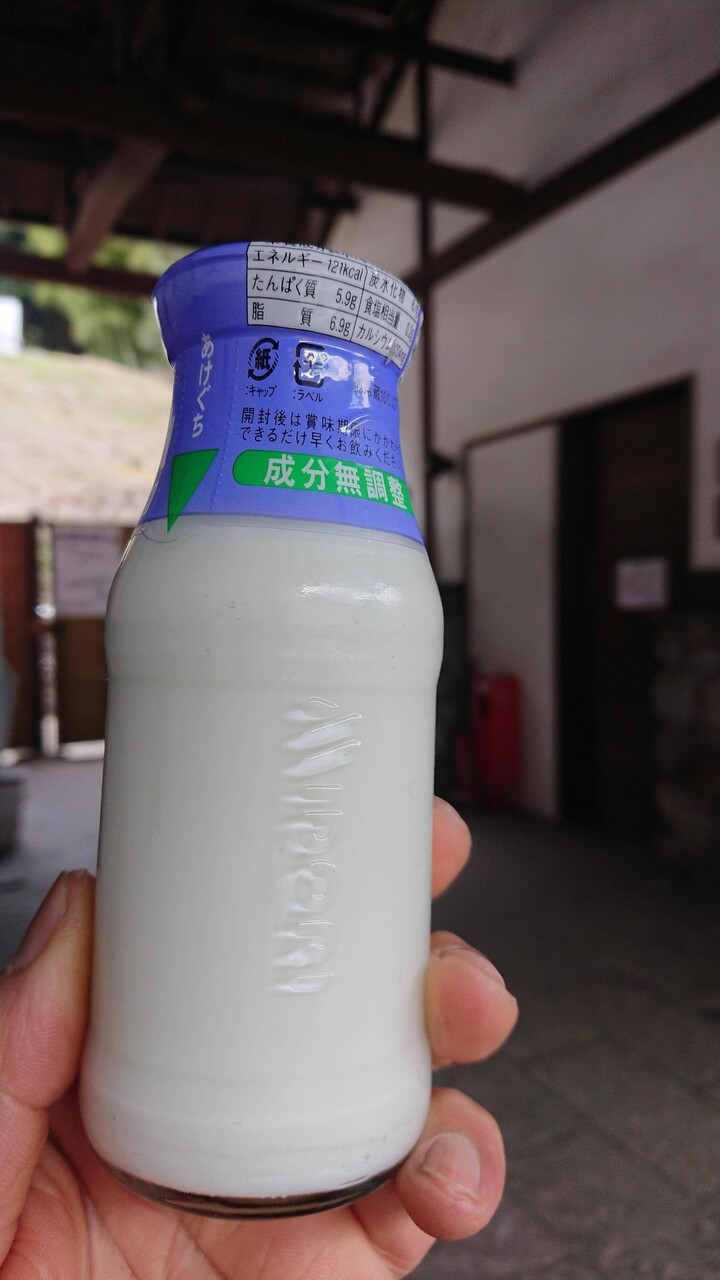 エネルギー 121kcal 炭水化物
たんぱく質 5.9g 食塩相当量
脂質 6.9g カルシウム
あけぐち
紙
:キャップ :ラベル
開封後は賞味期限にかかわ
できるだけ早くお飲みくださ
成分無調整